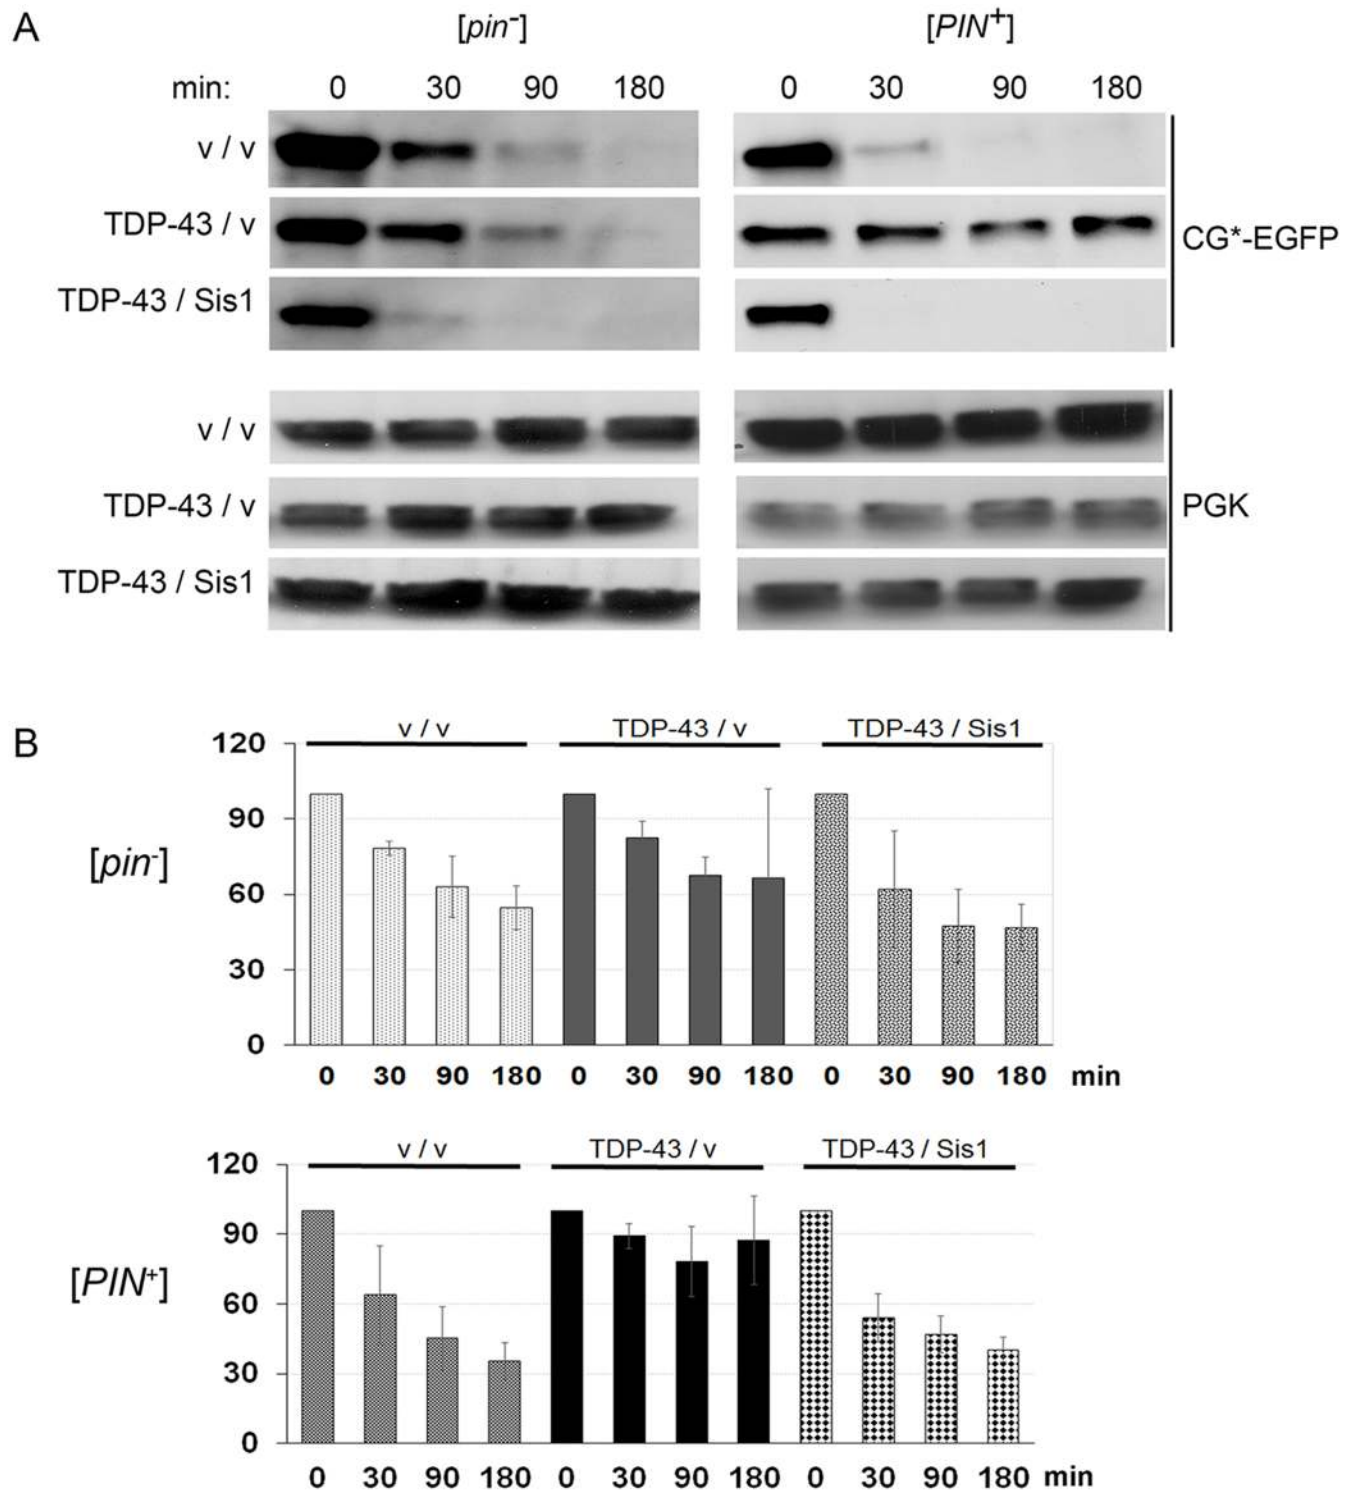 A
[pin-] [PIN+]
min: 0 30 90 180 0 30 90 180
v / v
TDP-43 / v
TDP-43 / Sis1
CG*-EGFP
v / v
TDP-43 / v
TDP-43 / Sis1
PGK
B
v / v TDP-43 / v TDP-43 / Sis1
120
90
60
30
0
[pin-]
0 30 90 180 0 30 90 180 0 30 90 180 min
v / v TDP-43 / v TDP-43 / Sis1
120
90
60
30
0
[PIN+]
0 30 90 180 0 30 90 180 0 30 90 180 min